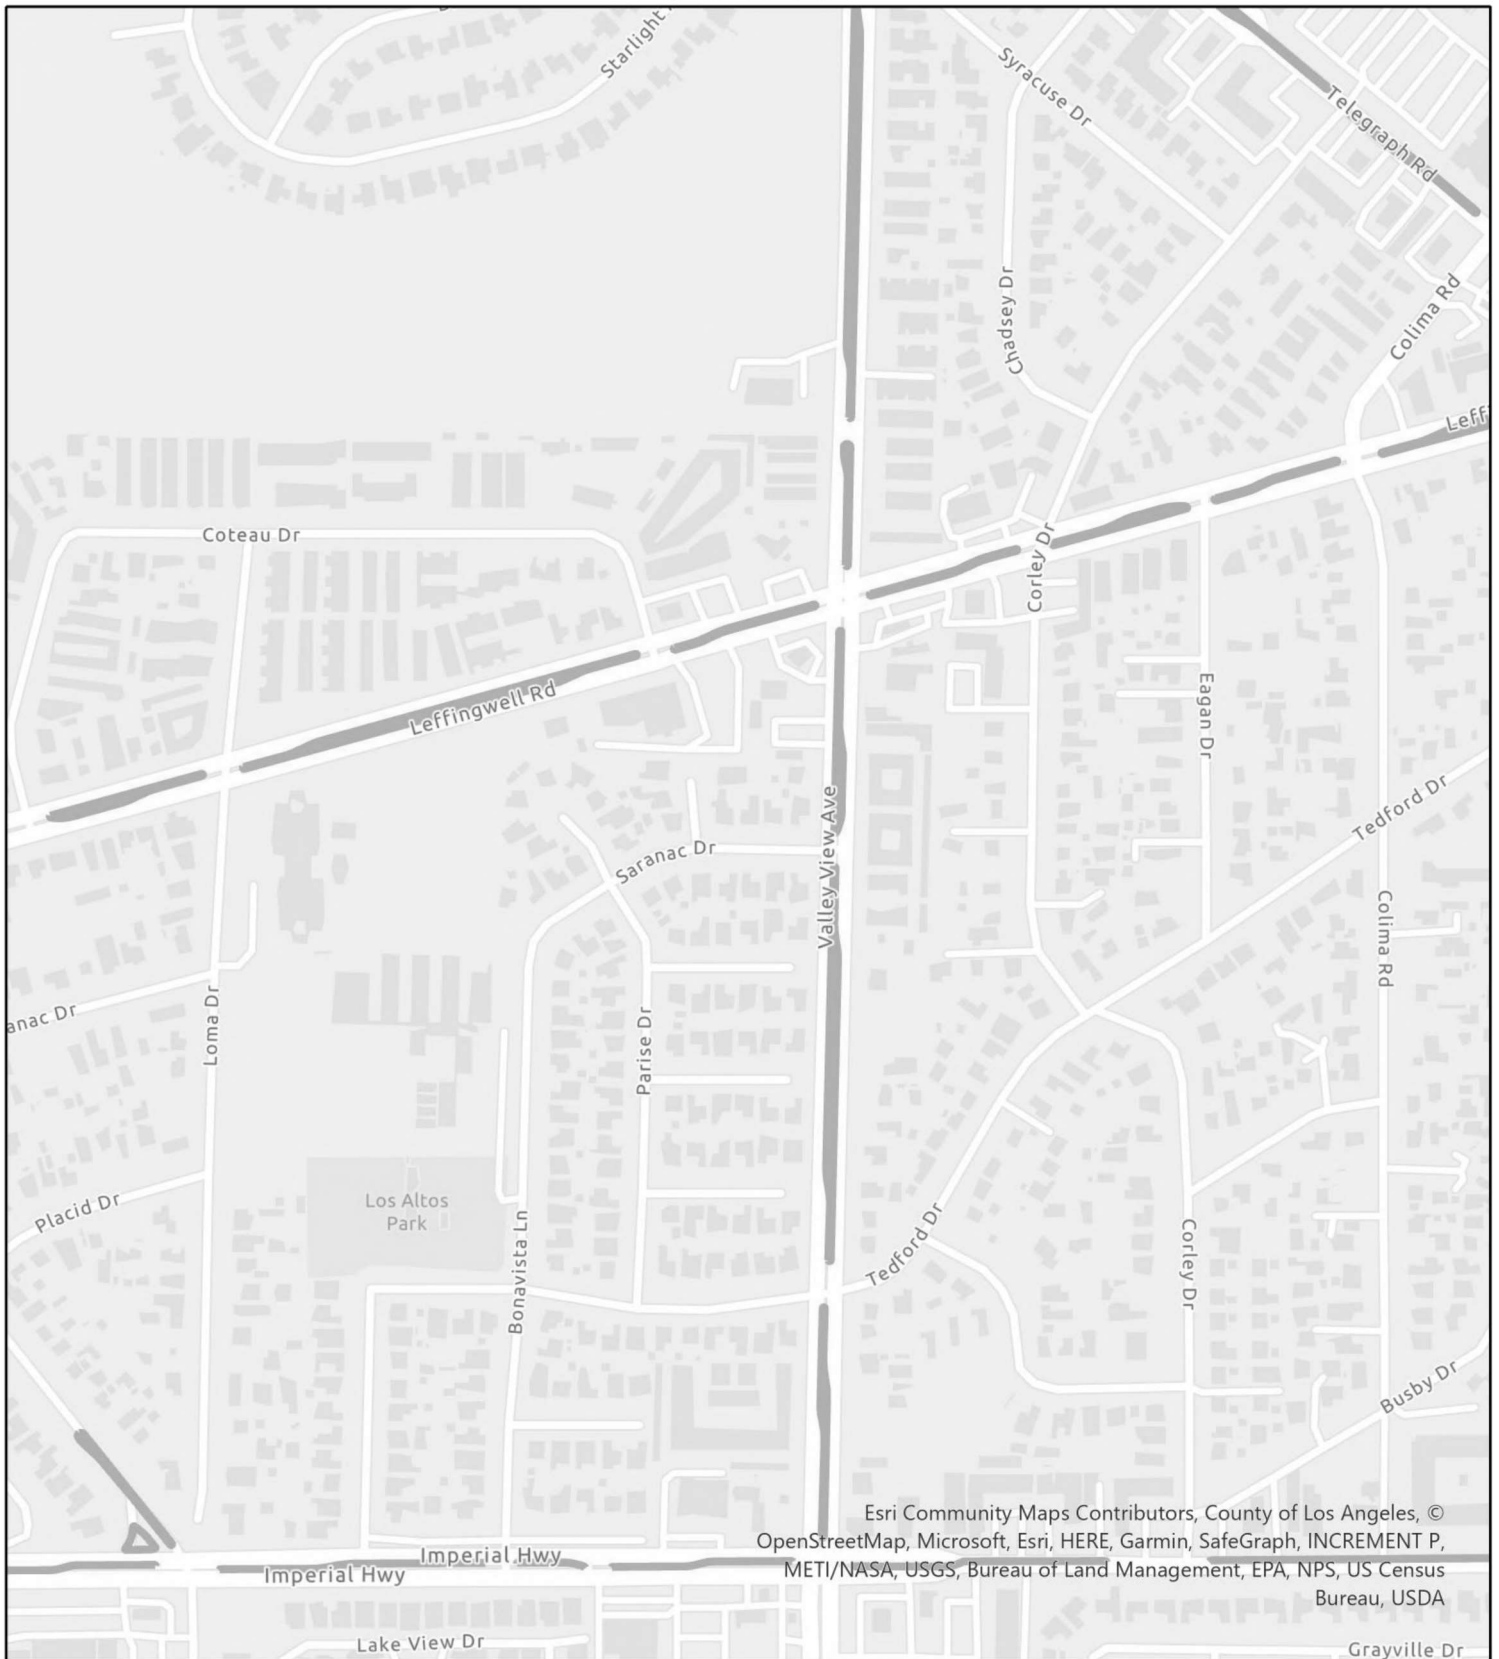 Starlight
Syracuse Dr
Telegraph Rd
Chadsey Dr
Colima Rd
Leff
Coteau Dr
Corley Dr
Leffingwell Rd
Eagan Dr
Tedford Dr
Valley View Ave
Saranac Dr
Colima Rd
anac Dr
Loma Dr
Parise Dr
Los Altos
Park
Placid Dr
Bonavista Ln
Tedford Dr
Corley Dr
Busby Dr
Esri Community Maps Contributors, County of Los Angeles, ©
OpenStreetMap, Microsoft, Esri, HERE, Garmin, SafeGraph, INCREMENT P,
METI/NASA, USGS, Bureau of Land Management, EPA, NPS, US Census
Bureau, USDA
Imperial Hwy
Imperial Hwy
Lake View Dr
Grayville Dr